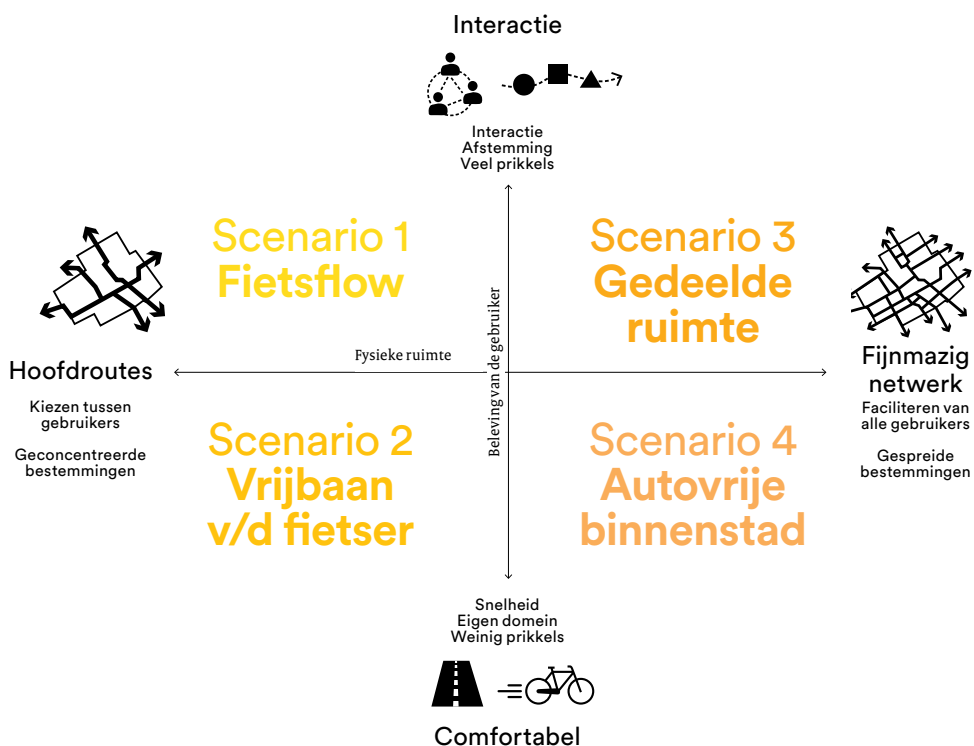 Interactie
Interactie
Afstemming
Veel prikkels
Scenario 1
Fietsflow
Scenario 3
Gedeelde
ruimte
Hoofdroutes
Kiezen tussen
gebruikers
Geconcentreerde
bestemmingen
Fysieke ruimte
Beleving van de gebruiker
Fijnmazig
netwerk
Faciliteren van
alle gebruikers
Gespreide
bestemmingen
Scenario 2
Vrijbaan
v/d fietser
Scenario 4
Autovrije
binnenstad
Snelheid
Eigen domein
Weinig prikkels
Comfortabel